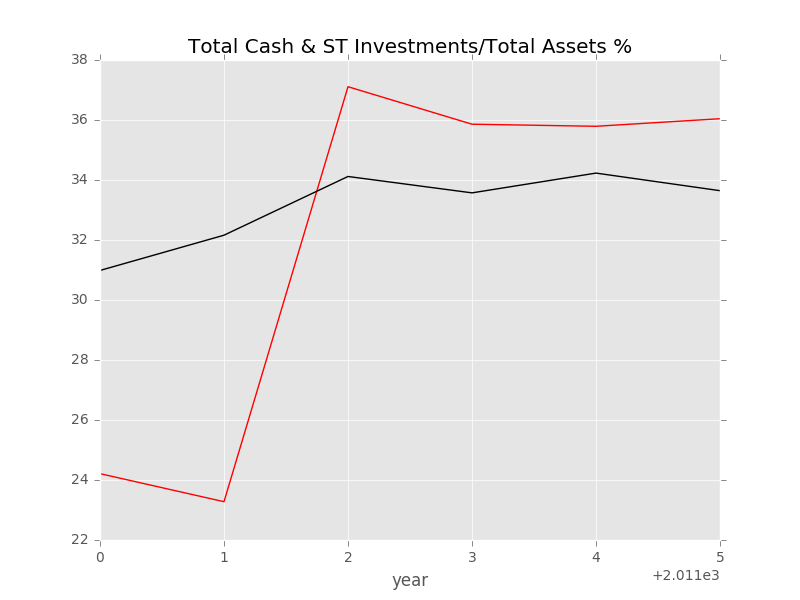 Total Cash & ST Investments/Total Assets %
38
36
34
32
30
28
26
24
22
0 1 2 3 4 5
+2.011e3
year